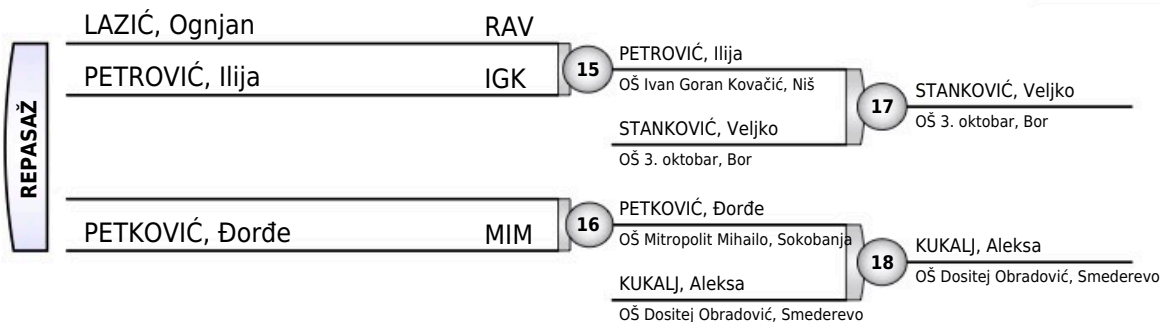 REPASAŽ
LAZIĆ, Ognjan RAV
PETROVIĆ, Ilija IGK
15
PETROVIĆ, Ilija
OŠ Ivan Goran Kovačić, Niš
STANKOVIĆ, Veljko
OŠ 3. oktobar, Bor
17
STANKOVIĆ, Veljko
OŠ 3. oktobar, Bor
PETKOVIĆ, Đorđe MIM
16
PETKOVIĆ, Đorđe
OŠ Mitropolit Mihailo, Sokobanja
KUKALJ, Aleksa
OŠ Dositej Obradović, Smederevo
18
KUKALJ, Aleksa
OŠ Dositej Obradović, Smederevo